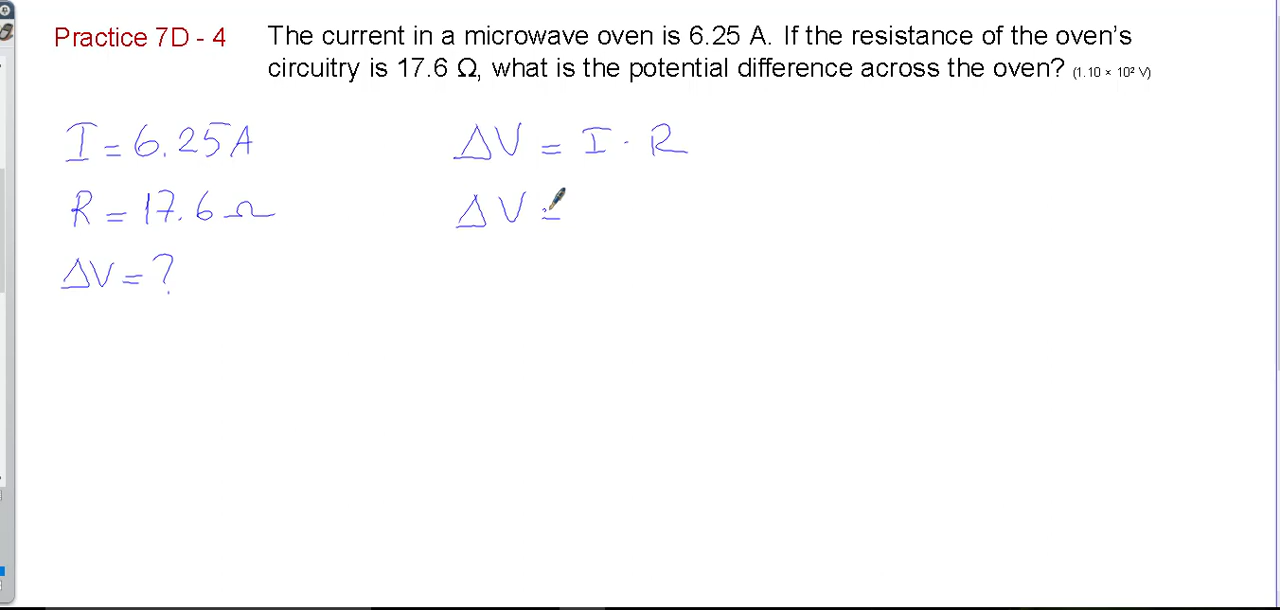 Practice 7D - 4
The current in a microwave oven is 6.25 A. If the resistance of the oven's
circuitry is 17.6 Ω, what is the potential difference across the oven? (1.10 × 10² V)
I = 6.25 A
R = 17.6 Ω
ΔV = ?
ΔV = I · R
ΔV =